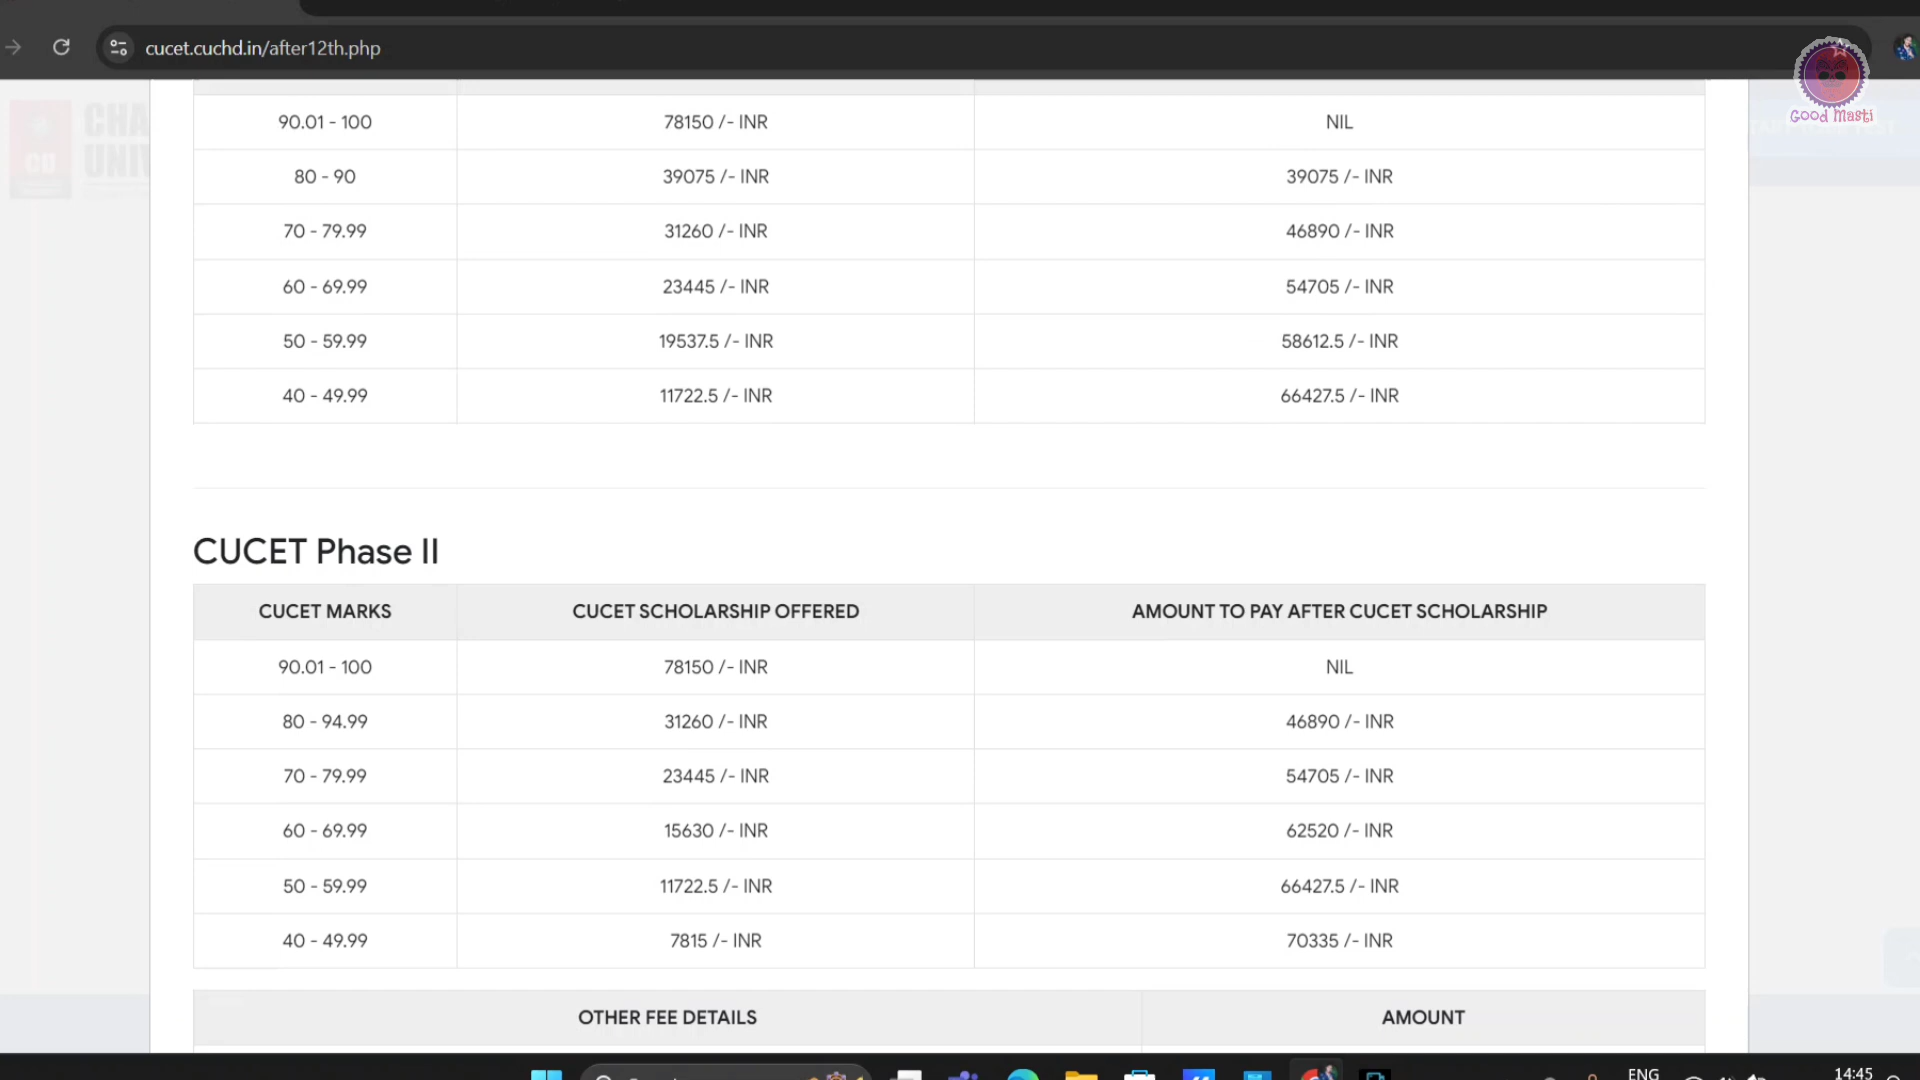 cucet.cuchd.in/after12th.php
Good Masti
CHA
UNIV
CU
90.01 - 100 78150 /- INR NIL
80 - 90 39075 /- INR 39075 /- INR
70 - 79.99 31260 /- INR 46890 /- INR
60 - 69.99 23445 /- INR 54705 /- INR
50 - 59.99 19537.5 /- INR 58612.5 /- INR
40 - 49.99 11722.5 /- INR 66427.5 /- INR
CUCET Phase II
CUCET MARKS CUCET SCHOLARSHIP OFFERED AMOUNT TO PAY AFTER CUCET SCHOLARSHIP
90.01 - 100 78150 /- INR NIL
80 - 94.99 31260 /- INR 46890 /- INR
70 - 79.99 23445 /- INR 54705 /- INR
60 - 69.99 15630 /- INR 62520 /- INR
50 - 59.99 11722.5 /- INR 66427.5 /- INR
40 - 49.99 7815 /- INR 70335 /- INR
OTHER FEE DETAILS AMOUNT
ENG 14:45